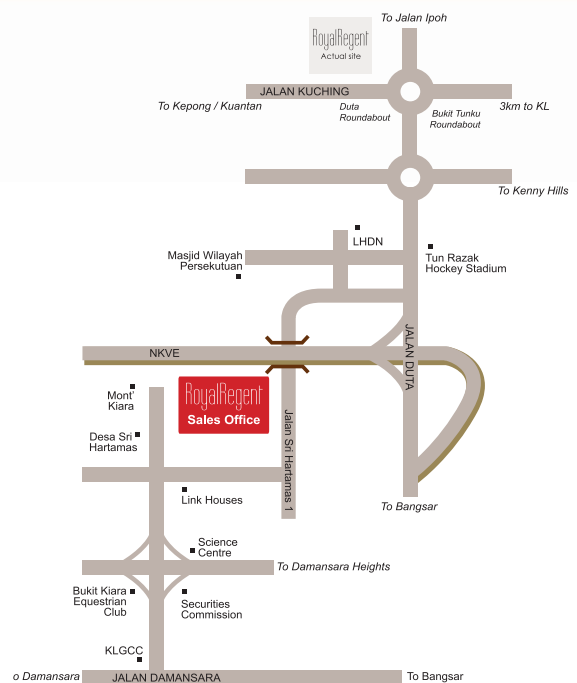 To Jalan Ipoh
RoyalRegent
Actual site
JALAN KUCHING
To Kepong / Kuantan
Duta
Roundabout
Bukit Tunku
Roundabout
3km to KL
To Kenny Hills
LHDN
Masjid Wilayah
Persekutuan
Tun Razak
Hockey Stadium
NKVE
JALAN DUTA
Mont'
Kiara
RoyalRegent
Sales Office
Desa Sri
Hartamas
Jalan Sri Hartamas 1
Link Houses
To Bangsar
Science
Centre
To Damansara Heights
Bukit Kiara
Equestrian
Club
Securities
Commission
KLGCC
o Damansara
JALAN DAMANSARA
To Bangsar